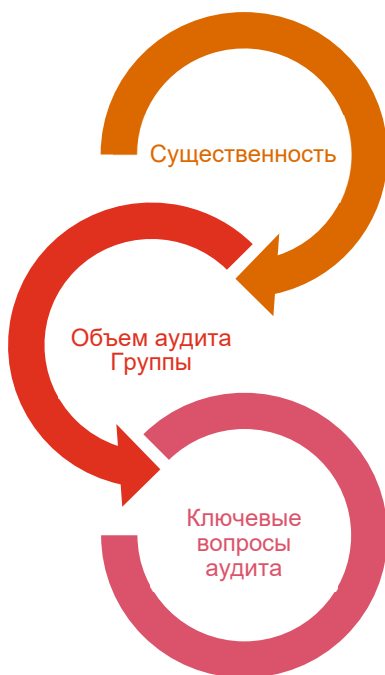 Существенность
Объем аудита
Группы
Ключевые
вопросы
аудита